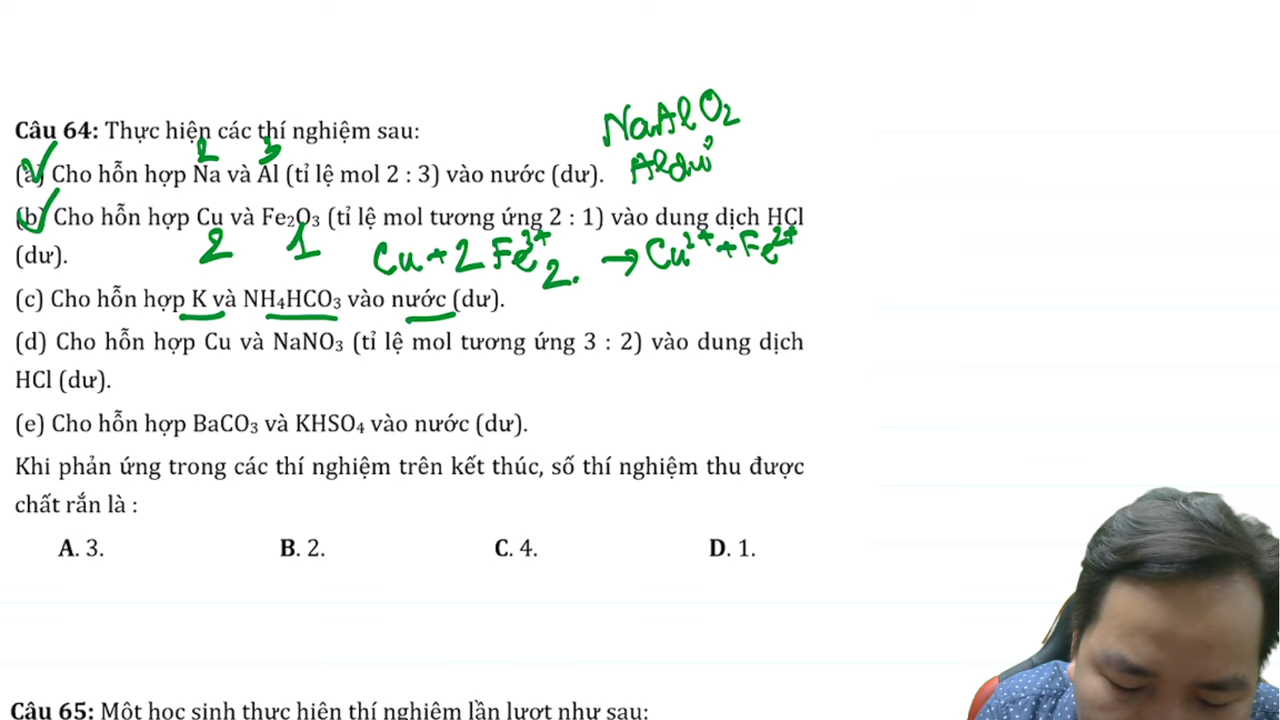 Câu 64: Thực hiện các thí nghiệm sau:
NaAlO₂
2 3
(a) Cho hỗn hợp Na và Al (tỉ lệ mol 2 : 3) vào nước (dư).
Al dư
(b) Cho hỗn hợp Cu và Fe₂O₃ (tỉ lệ mol tương ứng 2 : 1) vào dung dịch HCl
2 1
(dư).
Cu + 2Fe³⁺ → Cu²⁺ + Fe²⁺
2
(c) Cho hỗn hợp K và NH₄HCO₃ vào nước (dư).
(d) Cho hỗn hợp Cu và NaNO₃ (tỉ lệ mol tương ứng 3 : 2) vào dung dịch
HCl (dư).
(e) Cho hỗn hợp BaCO₃ và KHSO₄ vào nước (dư).
Khi phản ứng trong các thí nghiệm trên kết thúc, số thí nghiệm thu được
chất rắn là :
A. 3. B. 2. C. 4. D. 1.
Câu 65: Một học sinh thực hiện thí nghiệm lần lượt như sau: